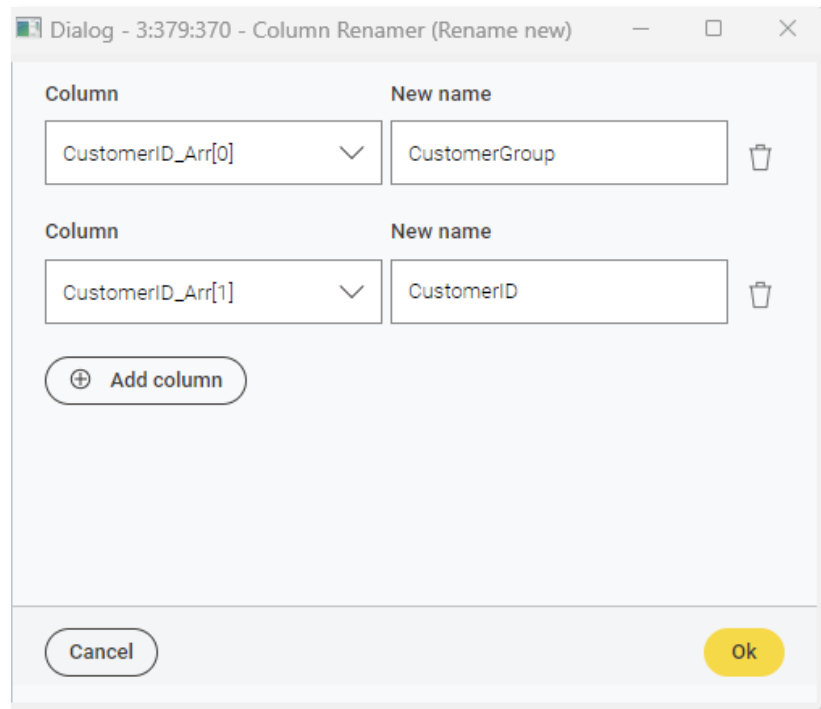 Dialog - 3:379:370 - Column Renamer (Rename new)
Column New name
CustomerID_Arr[0] CustomerGroup
Column New name
CustomerID_Arr[1] CustomerID
Add column
Cancel Ok